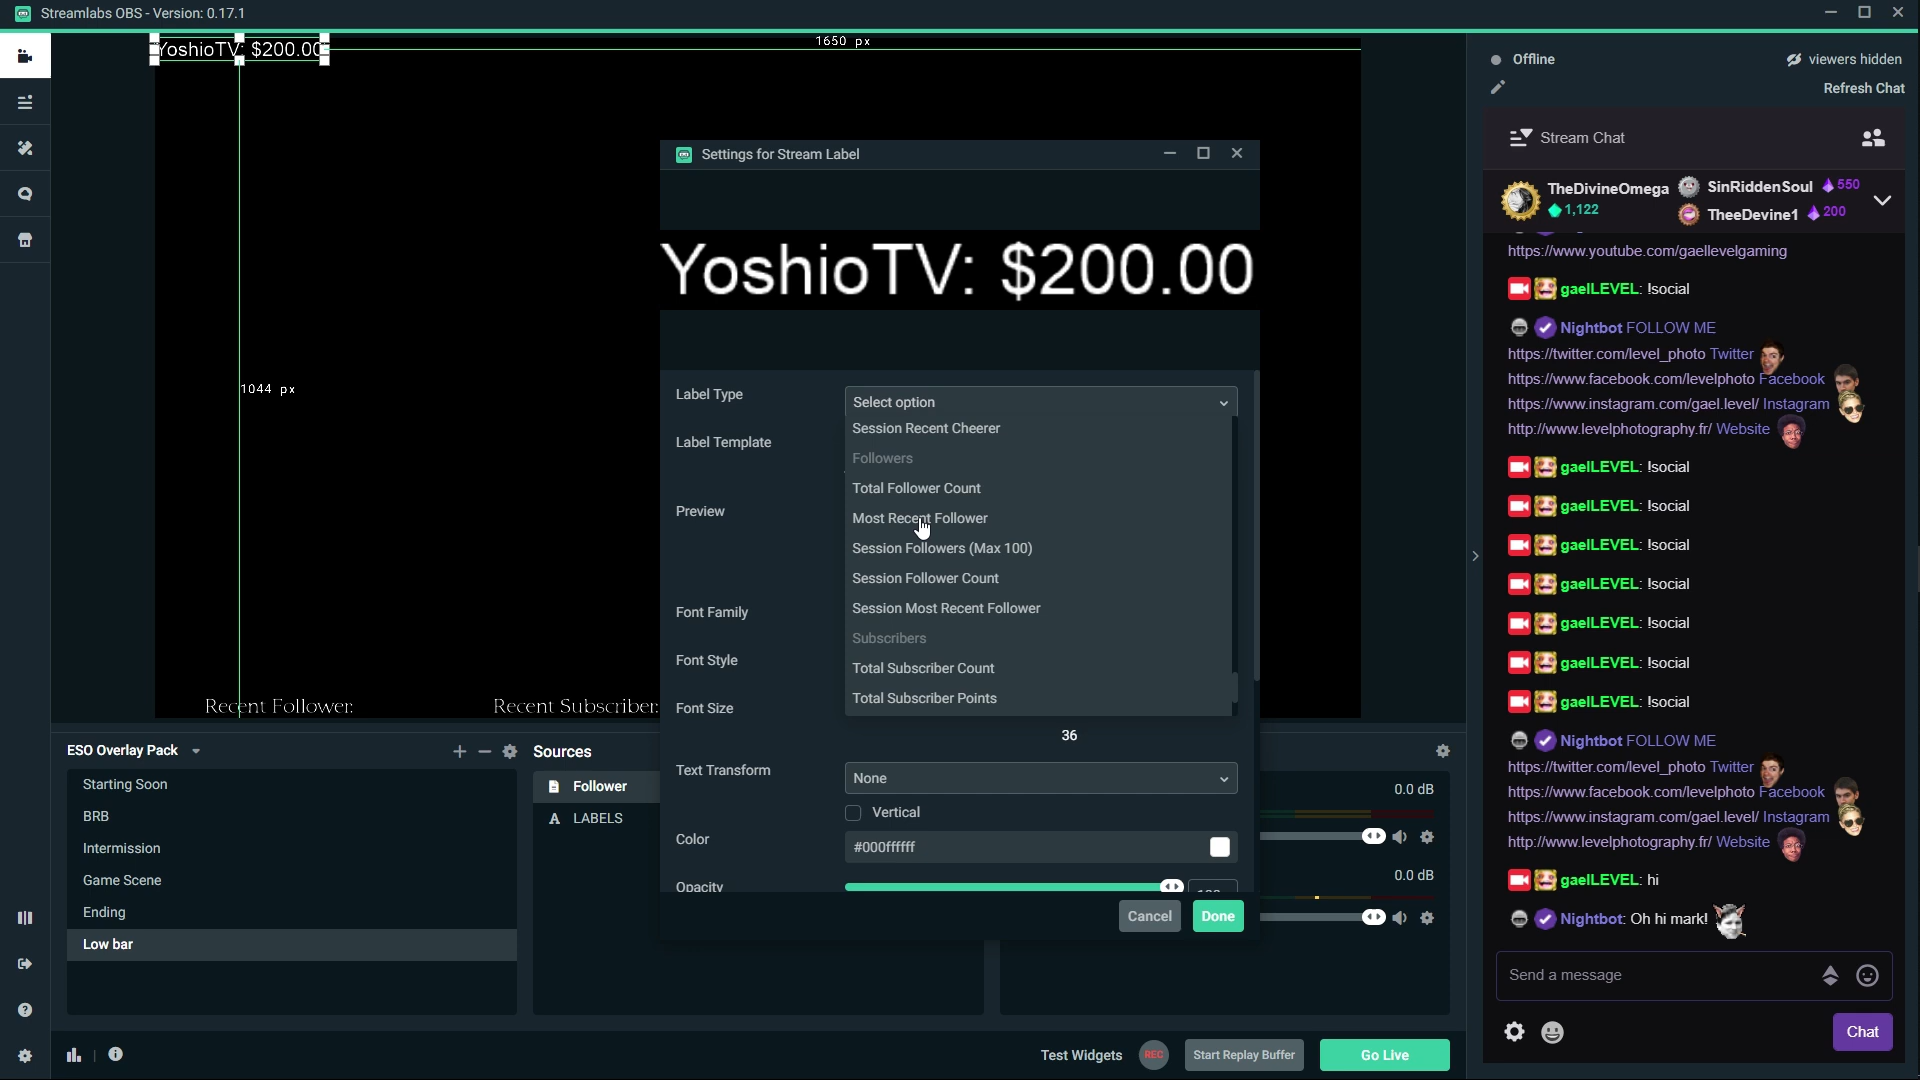 Streamlabs OBS - Version: 0.17.1
YoshioTV: $200.00
1650 px
1044 px
Recent Follower:
Recent Subscriber:
Settings for Stream Label
YoshioTV: $200.00
Label Type
Select option
Session Recent Cheerer
Label Template
Followers
Total Follower Count
Preview
Most Recent Follower
Session Followers (Max 100)
Session Follower Count
Font Family
Session Most Recent Follower
Subscribers
Font Style
Total Subscriber Count
Total Subscriber Points
Font Size
36
Text Transform
None
Vertical
Color
#000ffffff
Opacity
Cancel
Done
ESO Overlay Pack
Starting Soon
BRB
Intermission
Game Scene
Ending
Low bar
Sources
Follower
LABELS
0.0 dB
0.0 dB
Test Widgets
REC
Start Replay Buffer
Go Live
Offline
viewers hidden
Refresh Chat
Stream Chat
TheDivineOmega
1,122
SinRiddenSoul 550
TheeDevine1 200
https://www.youtube.com/gaellevelgaming
gaelLEVEL: !social
Nightbot FOLLOW ME
https://twitter.com/level_photo Twitter
https://www.facebook.com/levelphoto Facebook
https://www.instagram.com/gael.level/ Instagram
http://www.levelphotography.fr/ Website
gaelLEVEL: !social
gaelLEVEL: !social
gaelLEVEL: !social
gaelLEVEL: !social
gaelLEVEL: !social
gaelLEVEL: !social
gaelLEVEL: !social
Nightbot FOLLOW ME
https://twitter.com/level_photo Twitter
https://www.facebook.com/levelphoto Facebook
https://www.instagram.com/gael.level/ Instagram
http://www.levelphotography.fr/ Website
gaelLEVEL: hi
Nightbot: Oh hi mark!
Send a message
Chat